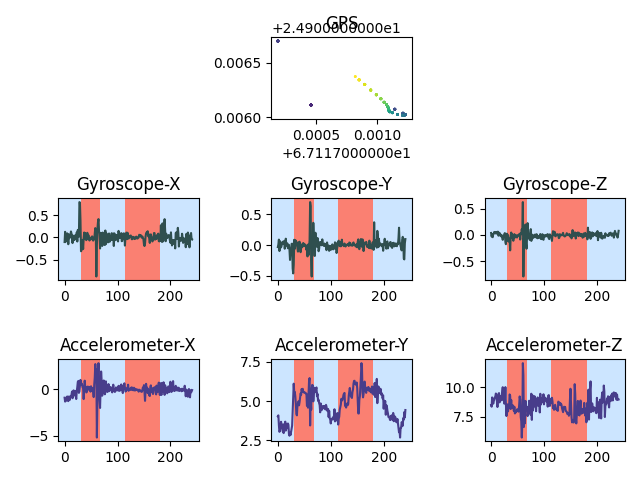 GPS
+2.4900000000e1
0.0065
0.0060
0.0005 0.0010
+6.7117000000e1
Gyroscope-X Gyroscope-Y Gyroscope-Z
0.5 0.5 0.5
0.0 0.0 0.0
−0.5 −0.5 −0.5
0 100 200 0 100 200 0 100 200
Accelerometer-X Accelerometer-Y Accelerometer-Z
0 7.5 10.0
5.0 7.5
−5 2.5
0 100 200 0 100 200 0 100 200